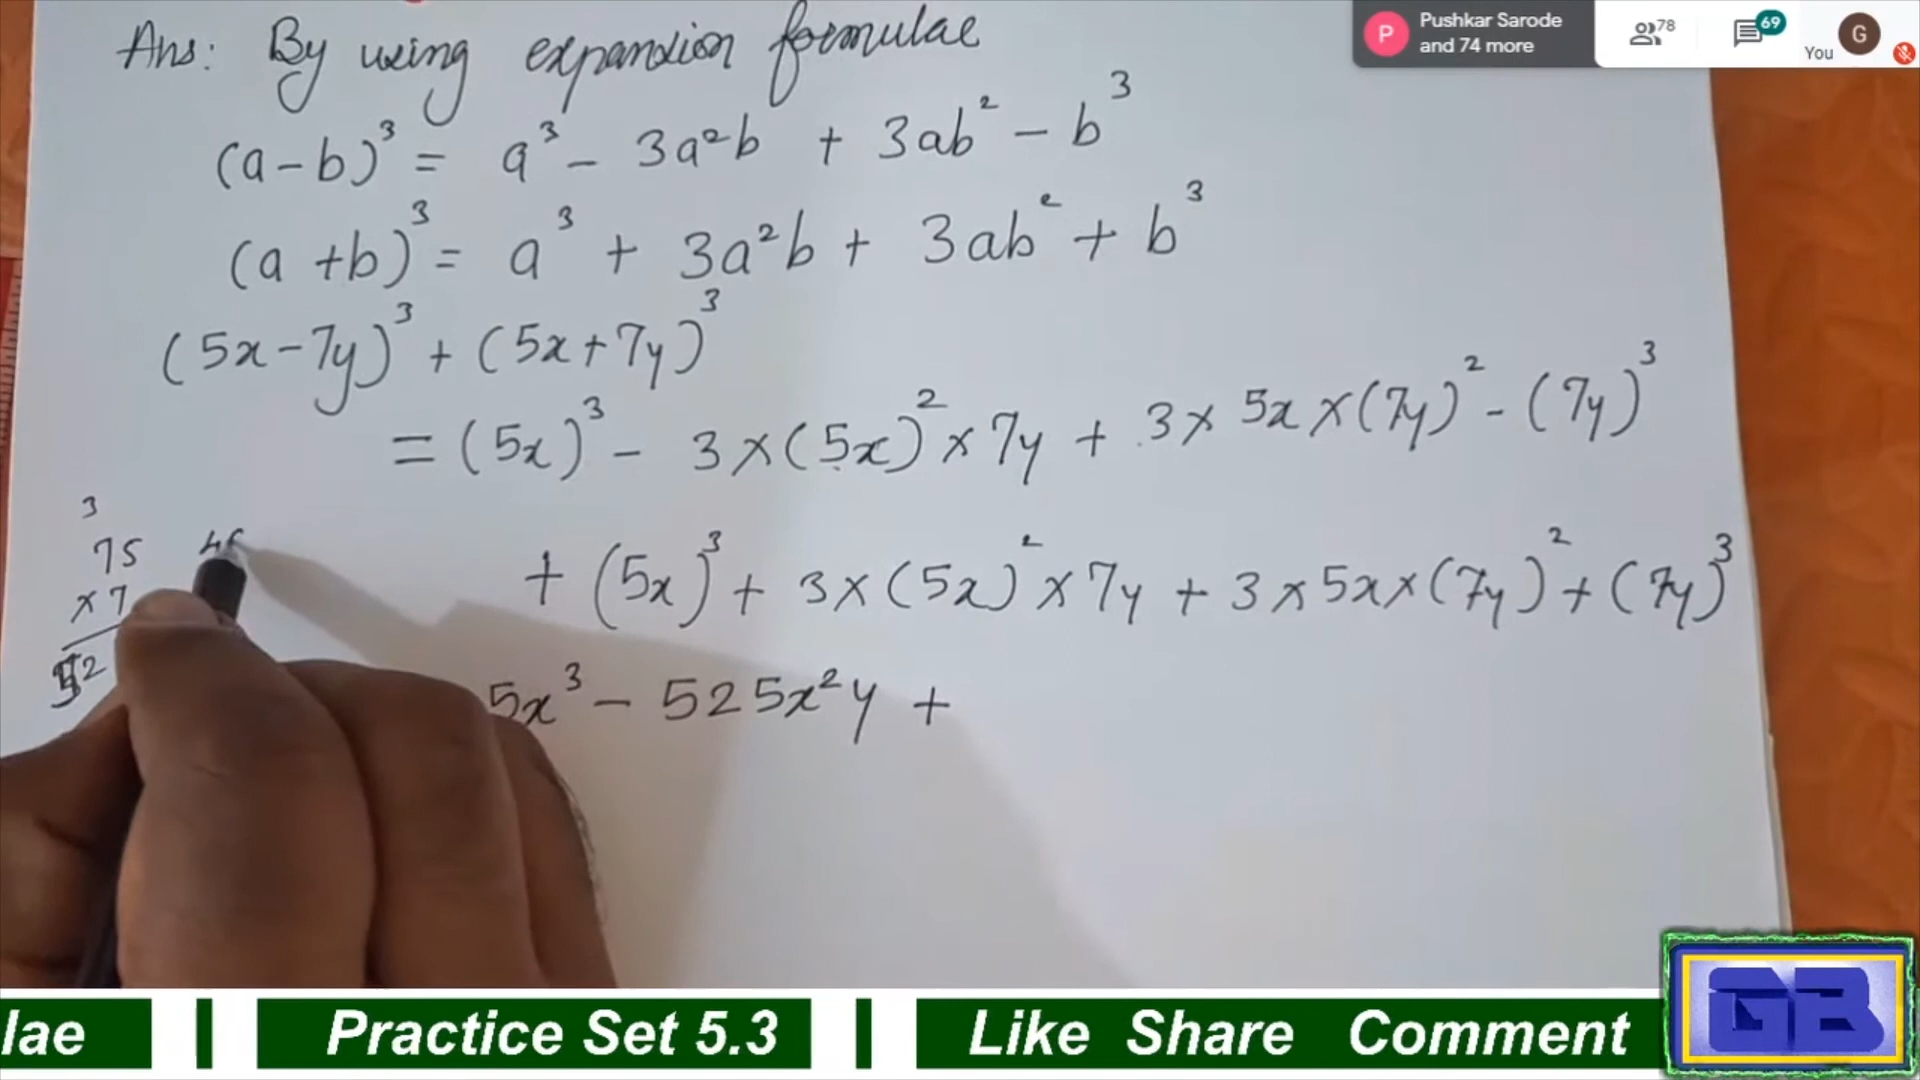 Pushkar Sarode
and 74 more
P
78
69
You
G
Ans: By using expansion formulae
(a-b)³ = a³ - 3a²b + 3ab² - b³
(a +b)³ = a³ + 3a²b + 3ab² + b³
(5x-7y)³ + (5x+7y)³
= (5x)³ - 3×(5x)²×7y + 3× 5x×(7y)² - (7y)³
+ (5x)³ + 3×(5x)²×7y + 3×5x×(7y)² + (7y)³
5x³ - 525x²y +
3
75
×7
52
lae | Practice Set 5.3 | Like Share Comment
GB